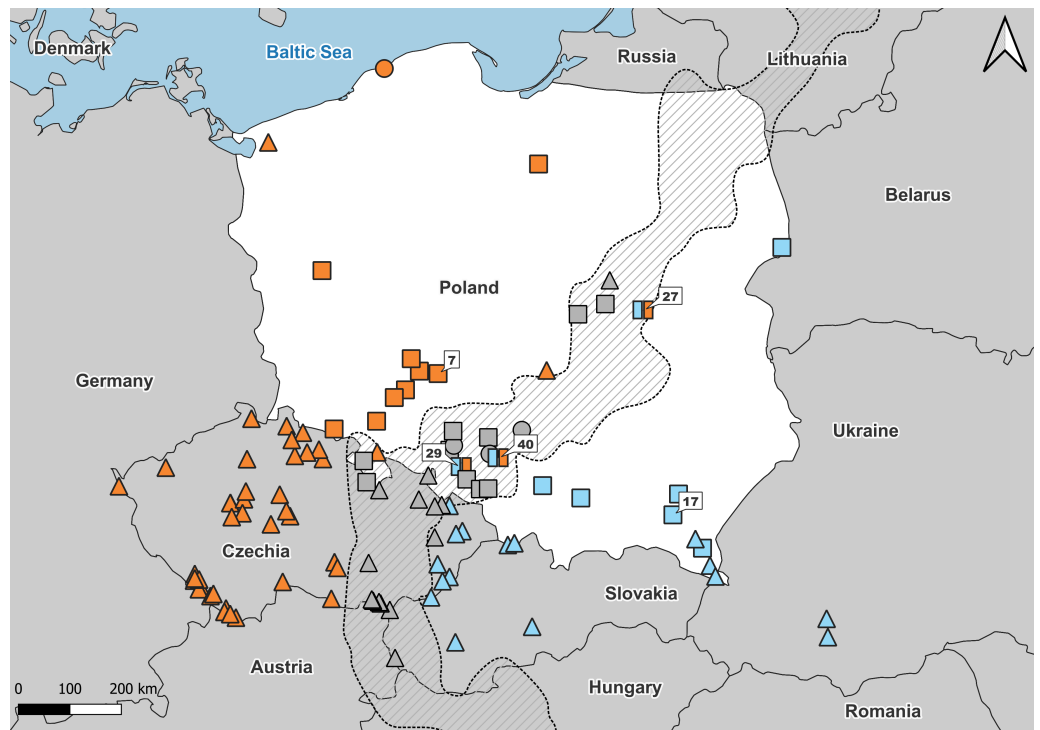 Denmark
Baltic Sea
Russia
Lithuania
Belarus
Poland
27
7
Germany
Ukraine
29
40
17
Czechia
Slovakia
Austria
Hungary
Romania
0 100 200 km